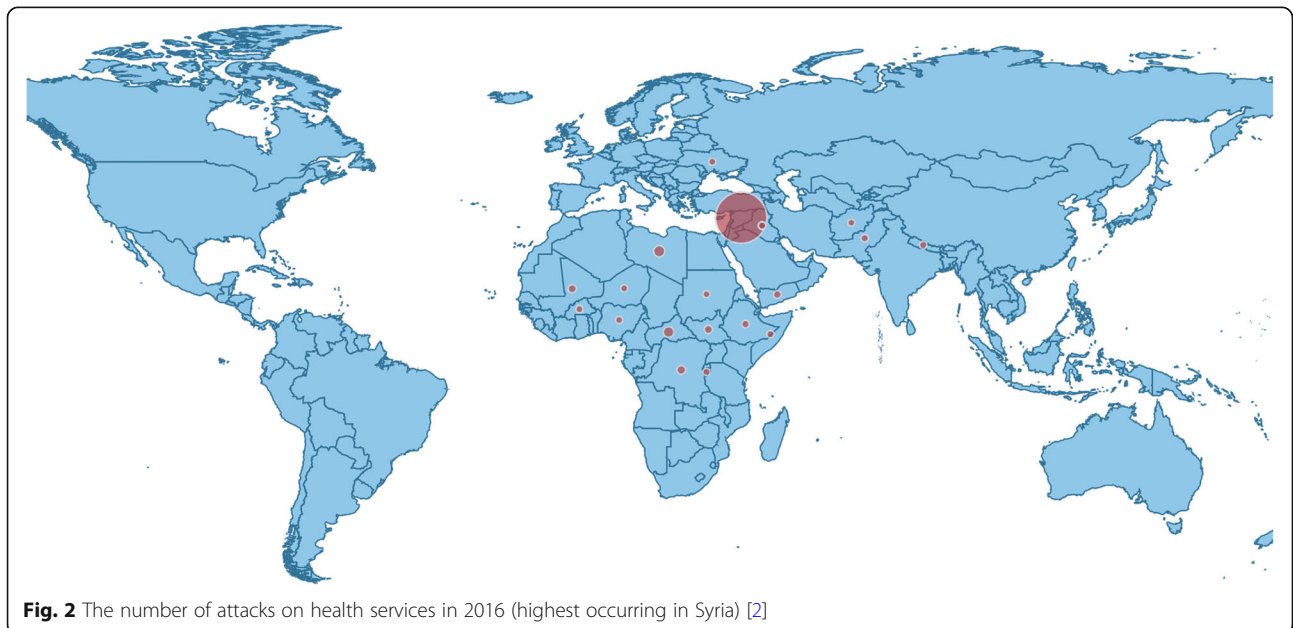 Fig. 2 The number of attacks on health services in 2016 (highest occurring in Syria) [2]